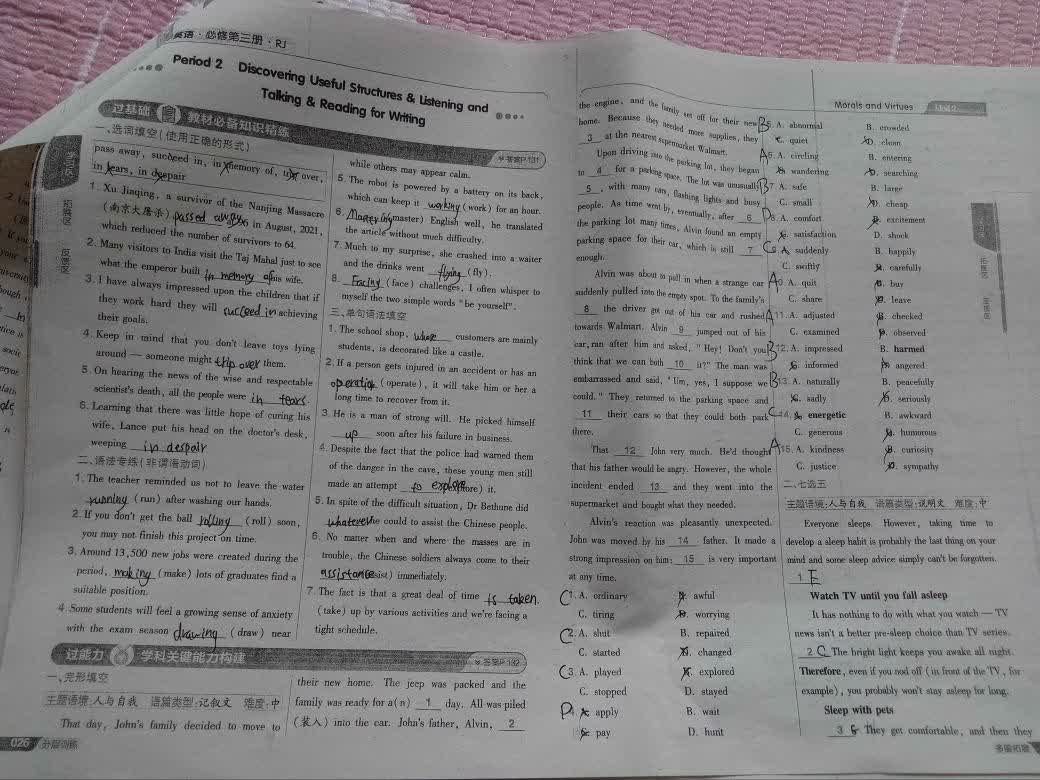 英语·必修第三册·RJ
Period 2 Discovering Useful Structures & Listening and
Talking & Reading for Writing
过基础 教材必备知识精练
答案P131
一、选词填空(使用正确的形式)
pass away, succeed in, in memory of, trip over,
in tears, in despair
1. Xu Jiaqing, a survivor of the Nanjing Massacre
(南京大屠杀) passed away in August, 2021,
which reduced the number of survivors to 64.
2. Many visitors to India visit the Taj Mahal just to see
what the emperor built in memory of his wife.
3. I have always impressed upon the children that if
they work hard they will succeed in achieving
their goals.
4. Keep in mind that you don't leave toys lying
around — someone might trip over them.
5. On hearing the news of the wise and respectable
scientist's death, all the people were in tears.
6. Learning that there was little hope of curing his
wife, Lance put his head on the doctor's desk,
weeping in despair
二、语法专练(非谓语动词)
1. The teacher reminded us not to leave the water
running (run) after washing our hands.
2. If you don't get the ball rolling (roll) soon,
you may not finish this project on time.
3. Around 13,500 new jobs were created during the
period, making (make) lots of graduates find a
suitable position.
4. Some students will feel a growing sense of anxiety
with the exam season drawing (draw) near
while others may appear calm.
5. The robot is powered by a battery on its back,
which can keep it working (work) for an hour.
6. (master) English well, he translated
the article without much difficulty.
7. Much to my surprise, she crashed into a waiter
and the drinks went flying (fly).
8. Facing (face) challenges, I often whisper to
myself the two simple words "be yourself".
三、单句语法填空
1. The school shop, whose customers are mainly
students, is decorated like a castle.
2. If a person gets injured in an accident or has an
operation (operate), it will take him or her a
long time to recover from it.
3. He is a man of strong will. He picked himself
up soon after his failure in business.
4. Despite the fact that the police had warned them
of the danger in the cave, these young men still
made an attempt to explore (explore) it.
5. In spite of the difficult situation, Dr Bethune did
whatever he could to assist the Chinese people.
6. No matter when and where the masses are in
trouble, the Chinese soldiers always come to their
assistance (assist) immediately.
7. The fact is that a great deal of time is taken
(take) up by various activities and we're facing a
tight schedule.
过能力 学科关键能力构建
答案P132
一、完形填空
主题语境:人与自我 语篇类型:记叙文 难度:中
That day, John's family decided to move to
their new home. The jeep was packed and the
family was ready for a(n) 1 day. All was piled
(装入) into the car. John's father, Alvin, 2
026 分层训练
Morals and Virtues
the engine, and the family set off for their new
home. Because they needed more supplies, they
3 at the nearest supermarket Walmart.
Upon driving into the parking lot, they began
to 4 for a parking space. The lot was unusually
5, with many cars, flashing lights and busy
people. As time went by, eventually, after 6
the parking lot many times, Alvin found an empty
parking space for their car, which is still 7
enough.
Alvin was about to pull in when a strange car
suddenly pulled into the empty spot. To the family's
8 the driver got out of his car and rushed
towards Walmart. Alvin 9 jumped out of his
car, ran after him and asked, "Hey! Don't you
think that we can both 10 it?" The man was
embarrassed and said, "Um, yes, I suppose we
could." They returned to the parking space and
11 their cars so that they could both park
there.
That 12 John very much. He'd thought
that his father would be angry. However, the whole
incident ended 13 and they went into the
supermarket and bought what they needed.
Alvin's reaction was pleasantly unexpected.
John was moved by his 14 father. It made a
strong impression on him: 15 is very important
at any time.
C 1. A. ordinary B. awful
C. tiring D. worrying
C 2. A. shut B. repaired
C. started D. changed
C 3. A. played B. explored
C. stopped D. stayed
D 4. A. apply B. wait
C. pay D. hunt
B 5. A. abnormal B. crowded
C. quiet D. clean
A 6. A. circling B. entering
C. wandering D. searching
B 7. A. safe B. large
C. small D. cheap
D 8. A. comfort B. excitement
C. satisfaction D. shock
A. suddenly B. happily
C. swiftly D. carefully
A. quit B. buy
C. share D. leave
A 11. A. adjusted B. checked
C. examined D. observed
B 12. A. impressed B. harmed
C. informed D. angered
B 13. A. naturally B. peacefully
C. sadly D. seriously
C 14. A. energetic B. awkward
C. generous D. humorous
A 15. A. kindness B. curiosity
C. justice D. sympathy
二、七选五
主题语境:人与自我 语篇类型:说明文 难度:中
Everyone sleeps. However, taking time to
develop a sleep habit is probably the last thing on your
mind and some sleep advice simply can't be forgotten.
1 E
Watch TV until you fall asleep
It has nothing to do with what you watch — TV
news isn't a better pre-sleep choice than TV series.
2 C The bright light keeps you awake all night.
Therefore, even if you nod off (in front of the TV, for
example), you probably won't stay asleep for long.
Sleep with pets
3 G They get comfortable, and then they